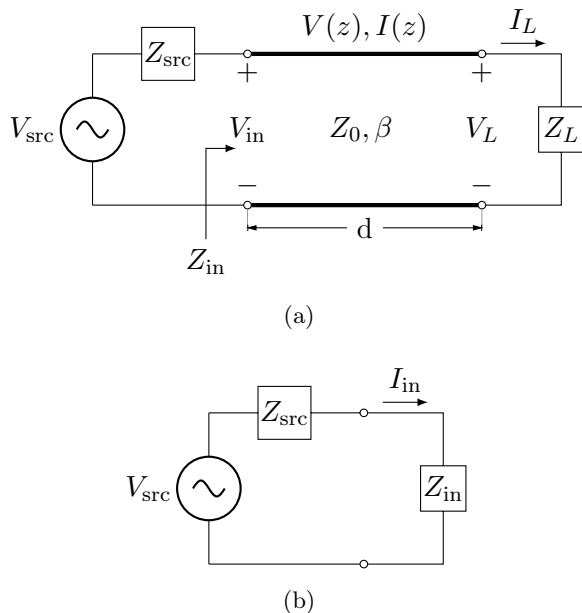 V(z), I(z)
I_L
Z_src
+ +
V_src
V_in
Z_0, β
V_L
Z_L
− −
d
Z_in
(a)
I_in
Z_src
V_src
Z_in
(b)